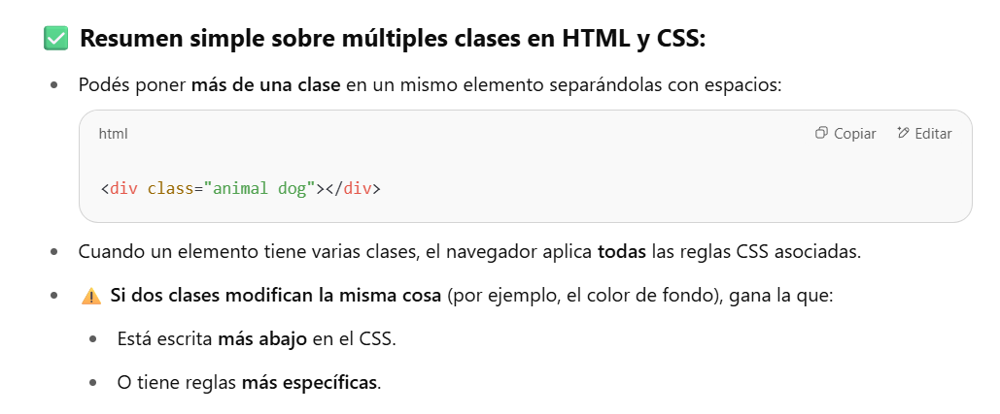 ✅ Resumen simple sobre múltiples clases en HTML y CSS:
• Podés poner más de una clase en un mismo elemento separándolas con espacios:
html Copiar Editar
<div class="animal dog"></div>
• Cuando un elemento tiene varias clases, el navegador aplica todas las reglas CSS asociadas.
• ⚠️ Si dos clases modifican la misma cosa (por ejemplo, el color de fondo), gana la que:
• Está escrita más abajo en el CSS.
• O tiene reglas más específicas.